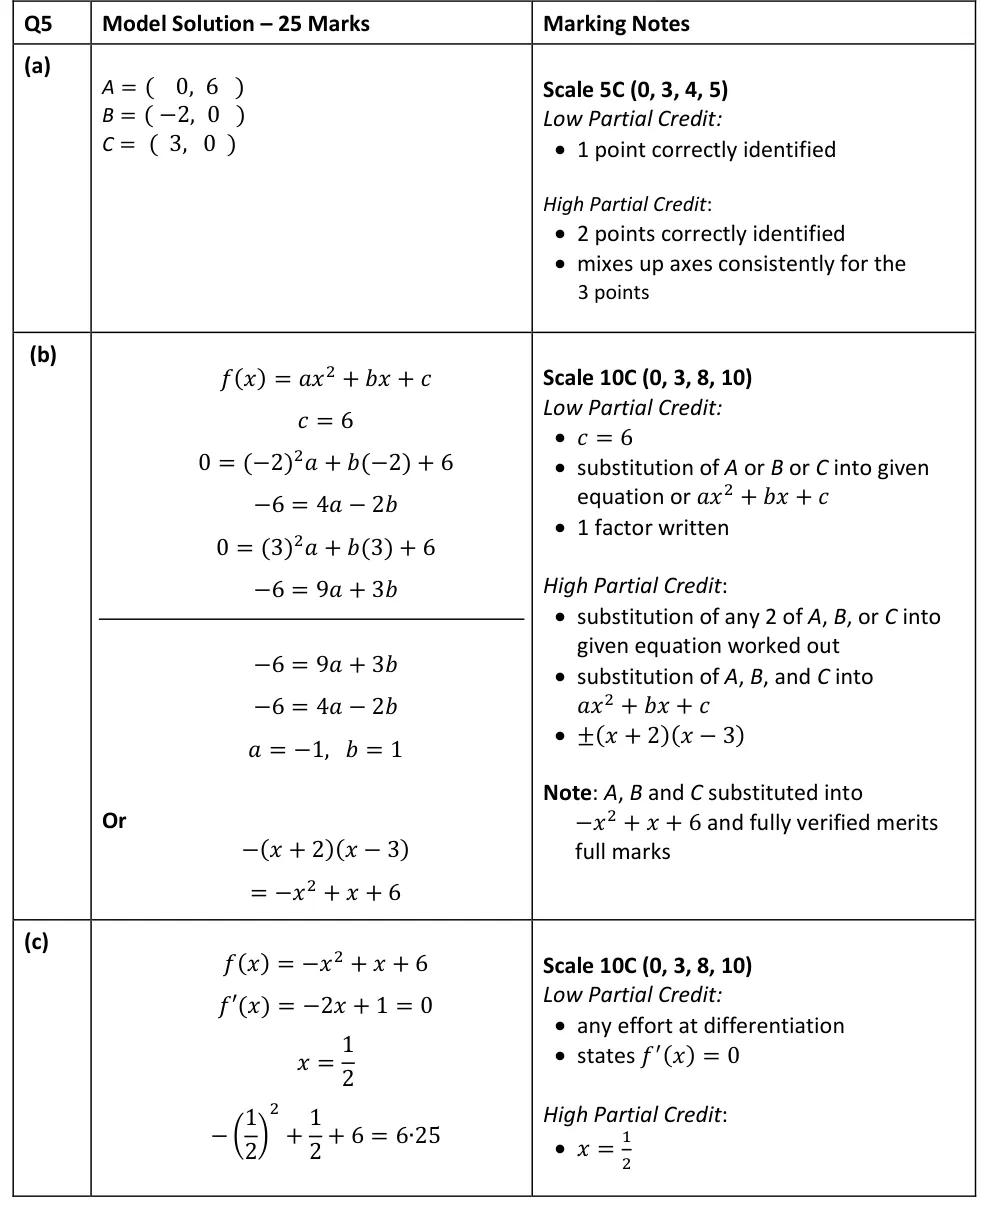 Q5 Model Solution – 25 Marks Marking Notes
(a)
A = ( 0, 6 )
B = ( −2, 0 )
C = ( 3, 0 )
Scale 5C (0, 3, 4, 5)
Low Partial Credit:
• 1 point correctly identified
High Partial Credit:
• 2 points correctly identified
• mixes up axes consistently for the
3 points
(b)
f(x) = ax² + bx + c
c = 6
0 = (−2)²a + b(−2) + 6
−6 = 4a − 2b
0 = (3)²a + b(3) + 6
−6 = 9a + 3b
−6 = 9a + 3b
−6 = 4a − 2b
a = −1, b = 1
Or
−(x + 2)(x − 3)
= −x² + x + 6
Scale 10C (0, 3, 8, 10)
Low Partial Credit:
• c = 6
• substitution of A or B or C into given
equation or ax² + bx + c
• 1 factor written
High Partial Credit:
• substitution of any 2 of A, B, or C into
given equation worked out
• substitution of A, B, and C into
ax² + bx + c
• ±(x + 2)(x − 3)
Note: A, B and C substituted into
−x² + x + 6 and fully verified merits
full marks
(c)
f(x) = −x² + x + 6
f′(x) = −2x + 1 = 0
x = 1/2
−(1/2)² + 1/2 + 6 = 6·25
Scale 10C (0, 3, 8, 10)
Low Partial Credit:
• any effort at differentiation
• states f′(x) = 0
High Partial Credit:
• x = 1/2